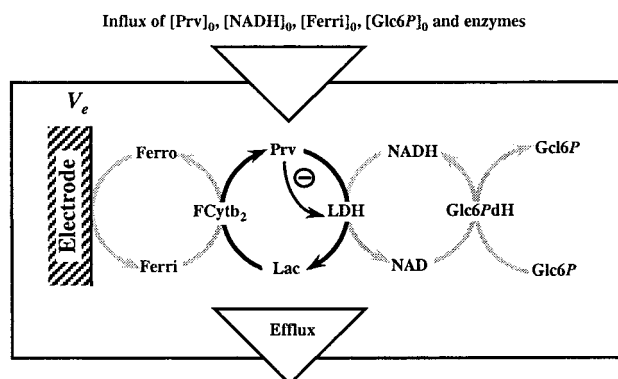 Influx of [Prv]₀, [NADH]₀, [Ferri]₀, [Glc6P]₀ and enzymes
Vₑ
Electrode
Ferro
Prv
NADH
Gcl6P
⊖
FCytb₂
LDH
Glc6PdH
Ferri
Lac
NAD
Glc6P
Efflux